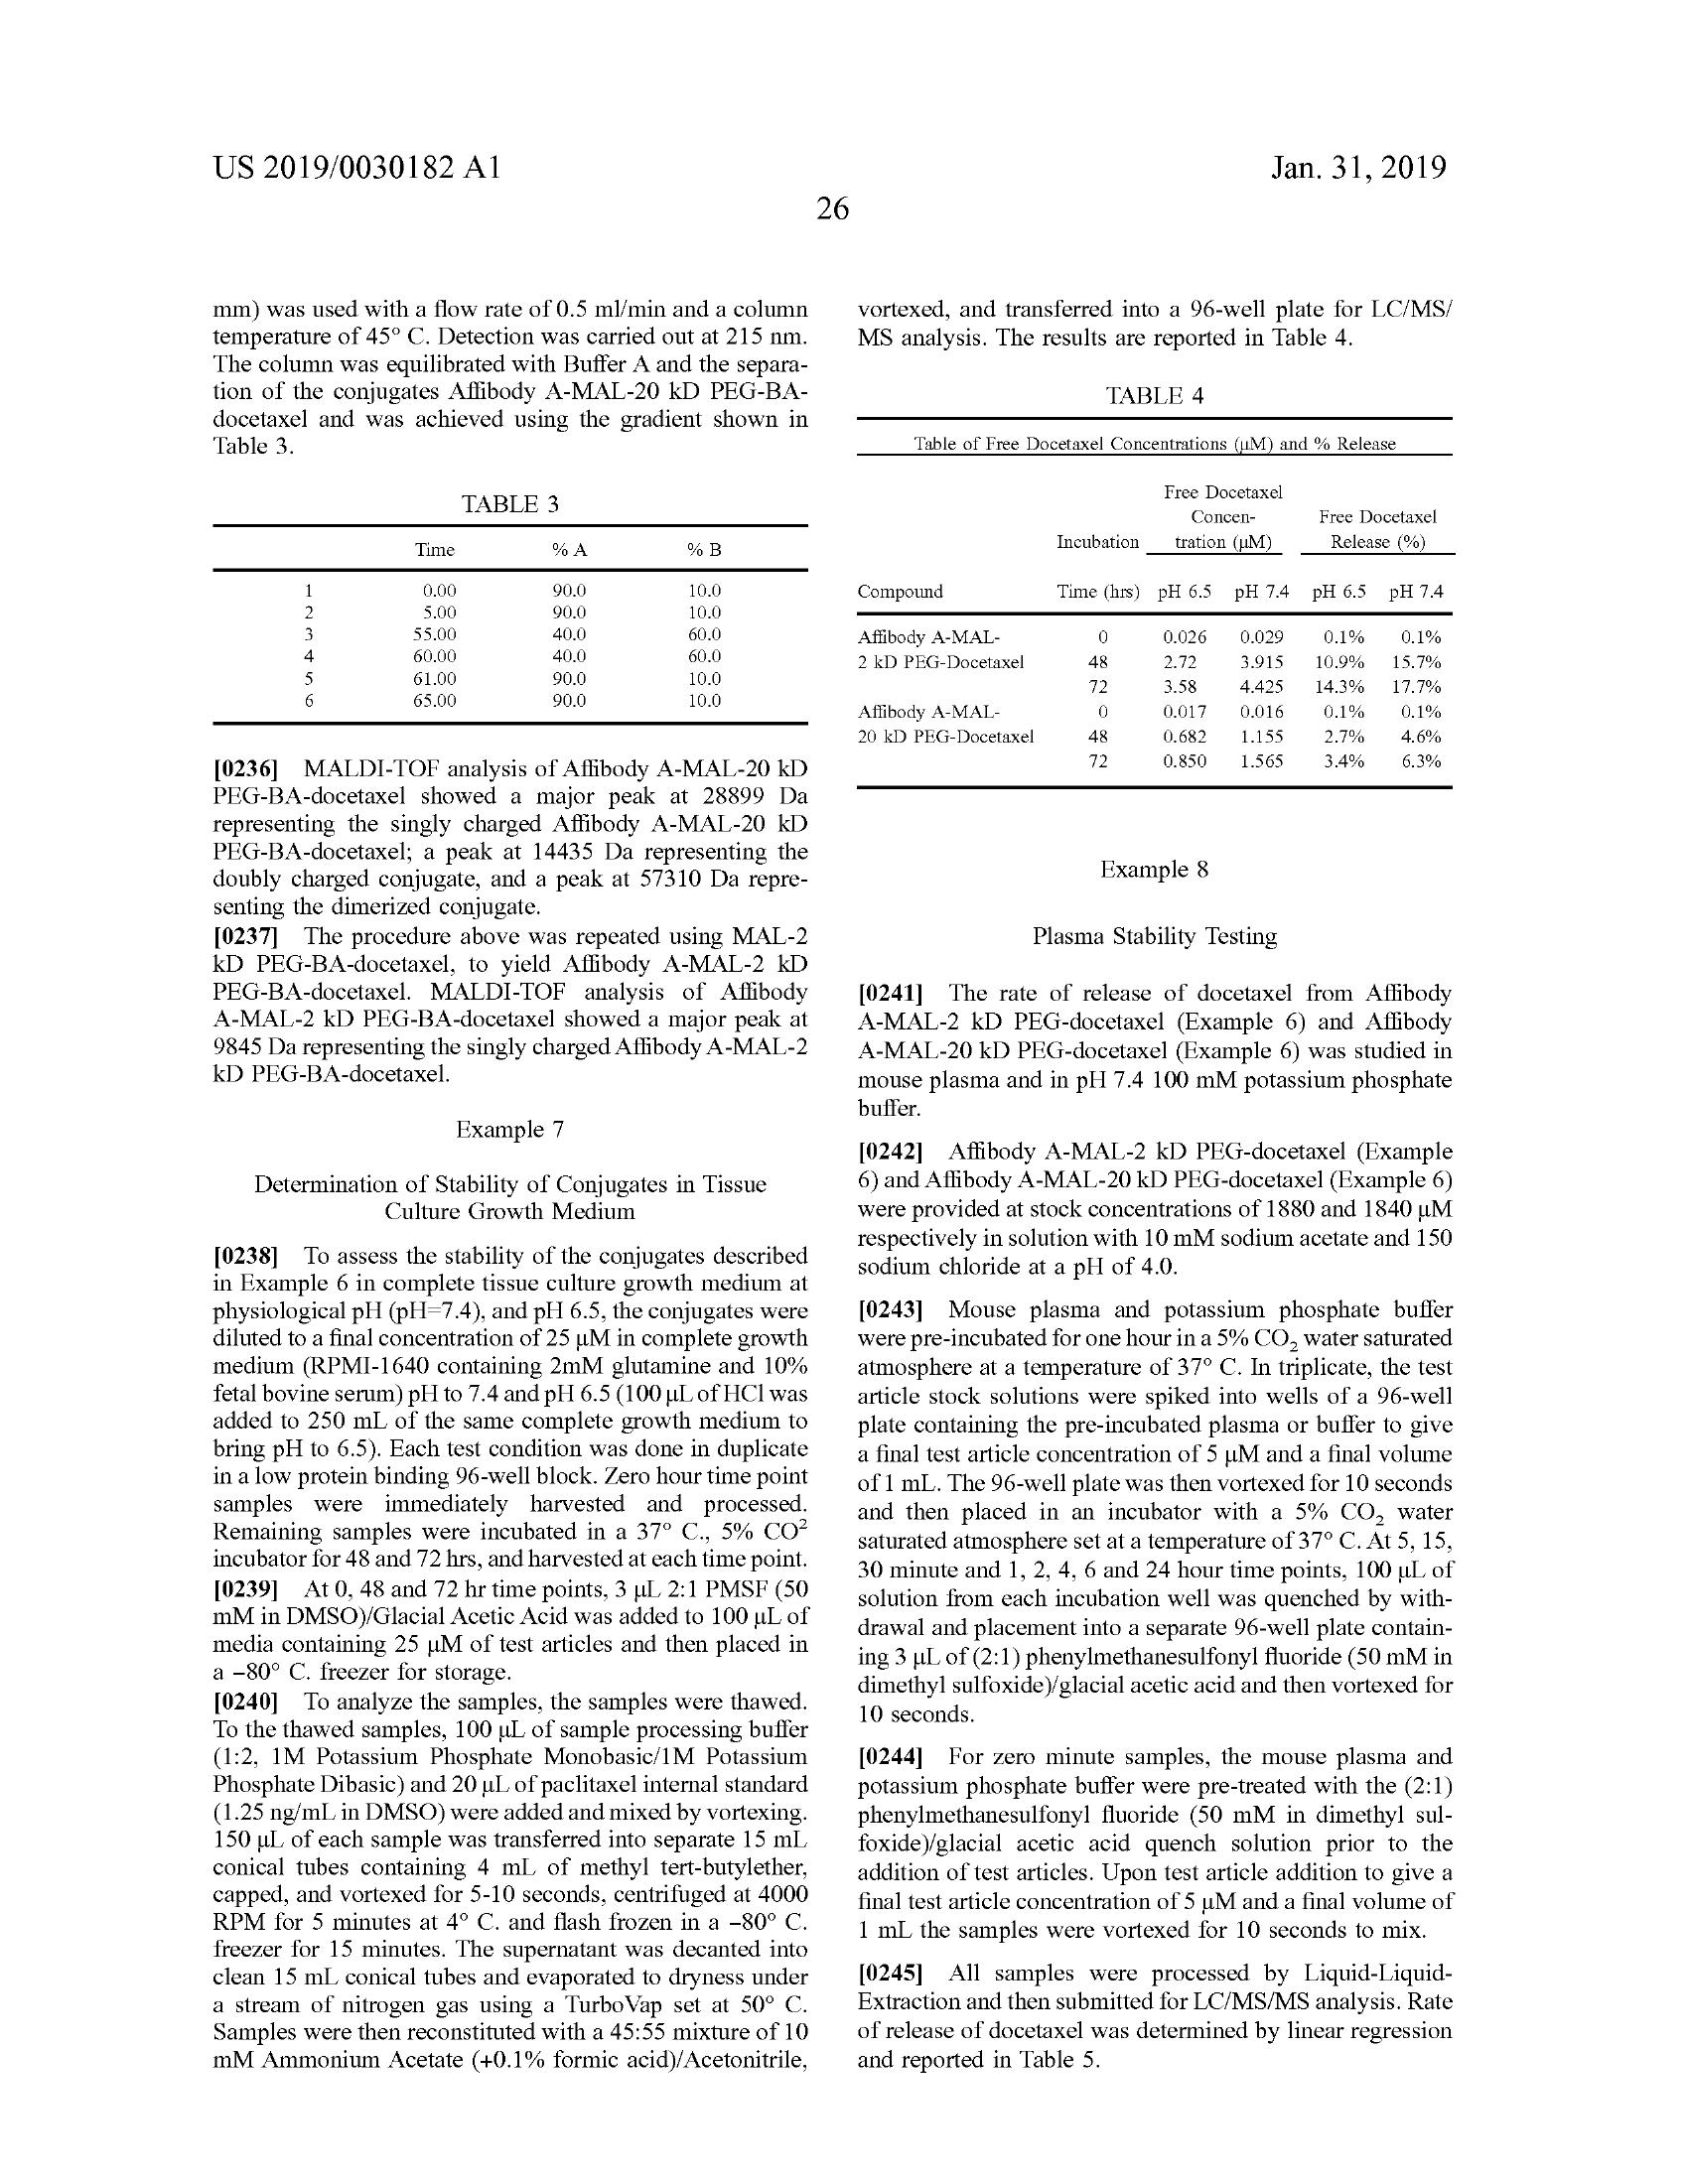 US 2019/0030182 A1
Jan. 31, 2019
26
mm) was used with a flow rate of 0.5 ml/min and a column
temperature of 45° C. Detection was carried out at 215 nm.
The column was equilibrated with Buffer A and the separa-
tion of the conjugates Affibody A-MAL-20 kD PEG-BA-
docetaxel and was achieved using the gradient shown in
Table 3.
TABLE 3
Time % A % B
1 0.00 90.0 10.0
2 5.00 90.0 10.0
3 55.00 40.0 60.0
4 60.00 40.0 60.0
5 61.00 90.0 10.0
6 65.00 90.0 10.0
[0236] MALDI-TOF analysis of Affibody A-MAL-20 kD
PEG-BA-docetaxel showed a major peak at 28899 Da
representing the singly charged Affibody A-MAL-20 kD
PEG-BA-docetaxel; a peak at 14435 Da representing the
doubly charged conjugate, and a peak at 57310 Da repre-
senting the dimerized conjugate.
[0237] The procedure above was repeated using MAL-2
kD PEG-BA-docetaxel, to yield Affibody A-MAL-2 kD
PEG-BA-docetaxel. MALDI-TOF analysis of Affibody
A-MAL-2 kD PEG-BA-docetaxel showed a major peak at
9845 Da representing the singly charged Affibody A-MAL-2
kD PEG-BA-docetaxel.
Example 7
Determination of Stability of Conjugates in Tissue
Culture Growth Medium
[0238] To assess the stability of the conjugates described
in Example 6 in complete tissue culture growth medium at
physiological pH (pH=7.4), and pH 6.5, the conjugates were
diluted to a final concentration of 25 μM in complete growth
medium (RPMI-1640 containing 2mM glutamine and 10%
fetal bovine serum) pH to 7.4 and pH 6.5 (100 μL of HCl was
added to 250 mL of the same complete growth medium to
bring pH to 6.5). Each test condition was done in duplicate
in a low protein binding 96-well block. Zero hour time point
samples were immediately harvested and processed.
Remaining samples were incubated in a 37° C., 5% CO²
incubator for 48 and 72 hrs, and harvested at each time point.
[0239] At 0, 48 and 72 hr time points, 3 μL 2:1 PMSF (50
mM in DMSO)/Glacial Acetic Acid was added to 100 μL of
media containing 25 μM of test articles and then placed in
a −80° C. freezer for storage.
[0240] To analyze the samples, the samples were thawed.
To the thawed samples, 100 μL of sample processing buffer
(1:2, 1M Potassium Phosphate Monobasic/1M Potassium
Phosphate Dibasic) and 20 μL of paclitaxel internal standard
(1.25 ng/mL in DMSO) were added and mixed by vortexing.
150 μL of each sample was transferred into separate 15 mL
conical tubes containing 4 mL of methyl tert-butylether,
capped, and vortexed for 5-10 seconds, centrifuged at 4000
RPM for 5 minutes at 4° C. and flash frozen in a −80° C.
freezer for 15 minutes. The supernatant was decanted into
clean 15 mL conical tubes and evaporated to dryness under
a stream of nitrogen gas using a TurboVap set at 50° C.
Samples were then reconstituted with a 45:55 mixture of 10
mM Ammonium Acetate (+0.1% formic acid)/Acetonitrile,
vortexed, and transferred into a 96-well plate for LC/MS/
MS analysis. The results are reported in Table 4.
TABLE 4
Table of Free Docetaxel Concentrations (μM) and % Release
Free Docetaxel
Concen- Free Docetaxel
Incubation tration (μM) Release (%)
Compound Time (hrs) pH 6.5 pH 7.4 pH 6.5 pH 7.4
Affibody A-MAL- 0 0.026 0.029 0.1% 0.1%
2 kD PEG-Docetaxel 48 2.72 3.915 10.9% 15.7%
72 3.58 4.425 14.3% 17.7%
Affibody A-MAL- 0 0.017 0.016 0.1% 0.1%
20 kD PEG-Docetaxel 48 0.682 1.155 2.7% 4.6%
72 0.850 1.565 3.4% 6.3%
Example 8
Plasma Stability Testing
[0241] The rate of release of docetaxel from Affibody
A-MAL-2 kD PEG-docetaxel (Example 6) and Affibody
A-MAL-20 kD PEG-docetaxel (Example 6) was studied in
mouse plasma and in pH 7.4 100 mM potassium phosphate
buffer.
[0242] Affibody A-MAL-2 kD PEG-docetaxel (Example
6) and Affibody A-MAL-20 kD PEG-docetaxel (Example 6)
were provided at stock concentrations of 1880 and 1840 μM
respectively in solution with 10 mM sodium acetate and 150
sodium chloride at a pH of 4.0.
[0243] Mouse plasma and potassium phosphate buffer
were pre-incubated for one hour in a 5% CO₂ water saturated
atmosphere at a temperature of 37° C. In triplicate, the test
article stock solutions were spiked into wells of a 96-well
plate containing the pre-incubated plasma or buffer to give
a final test article concentration of 5 μM and a final volume
of 1 mL. The 96-well plate was then vortexed for 10 seconds
and then placed in an incubator with a 5% CO₂ water
saturated atmosphere set at a temperature of 37° C. At 5, 15,
30 minute and 1, 2, 4, 6 and 24 hour time points, 100 μL of
solution from each incubation well was quenched by with-
drawal and placement into a separate 96-well plate contain-
ing 3 μL of (2:1) phenylmethanesulfonyl fluoride (50 mM in
dimethyl sulfoxide)/glacial acetic acid and then vortexed for
10 seconds.
[0244] For zero minute samples, the mouse plasma and
potassium phosphate buffer were pre-treated with the (2:1)
phenylmethanesulfonyl fluoride (50 mM in dimethyl sul-
foxide)/glacial acetic acid quench solution prior to the
addition of test articles. Upon test article addition to give a
final test article concentration of 5 μM and a final volume of
1 mL the samples were vortexed for 10 seconds to mix.
[0245] All samples were processed by Liquid-Liquid-
Extraction and then submitted for LC/MS/MS analysis. Rate
of release of docetaxel was determined by linear regression
and reported in Table 5.